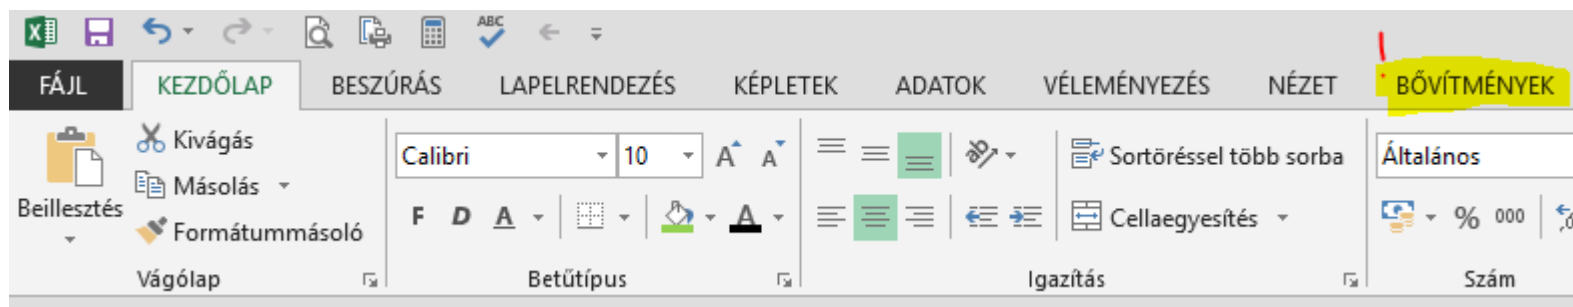 ABC
FÁJL KEZDŐLAP BESZÚRÁS LAPELRENDEZÉS KÉPLETEK ADATOK VÉLEMÉNYEZÉS NÉZET BŐVÍTMÉNYEK
Beillesztés
Kivágás
Másolás
Formátummásoló
Vágólap
Calibri 10 A A
F D A A
Betűtípus
ab Sortöréssel több sorba
Cellaegyesítés
Igazítás
Általános
% 000
Szám